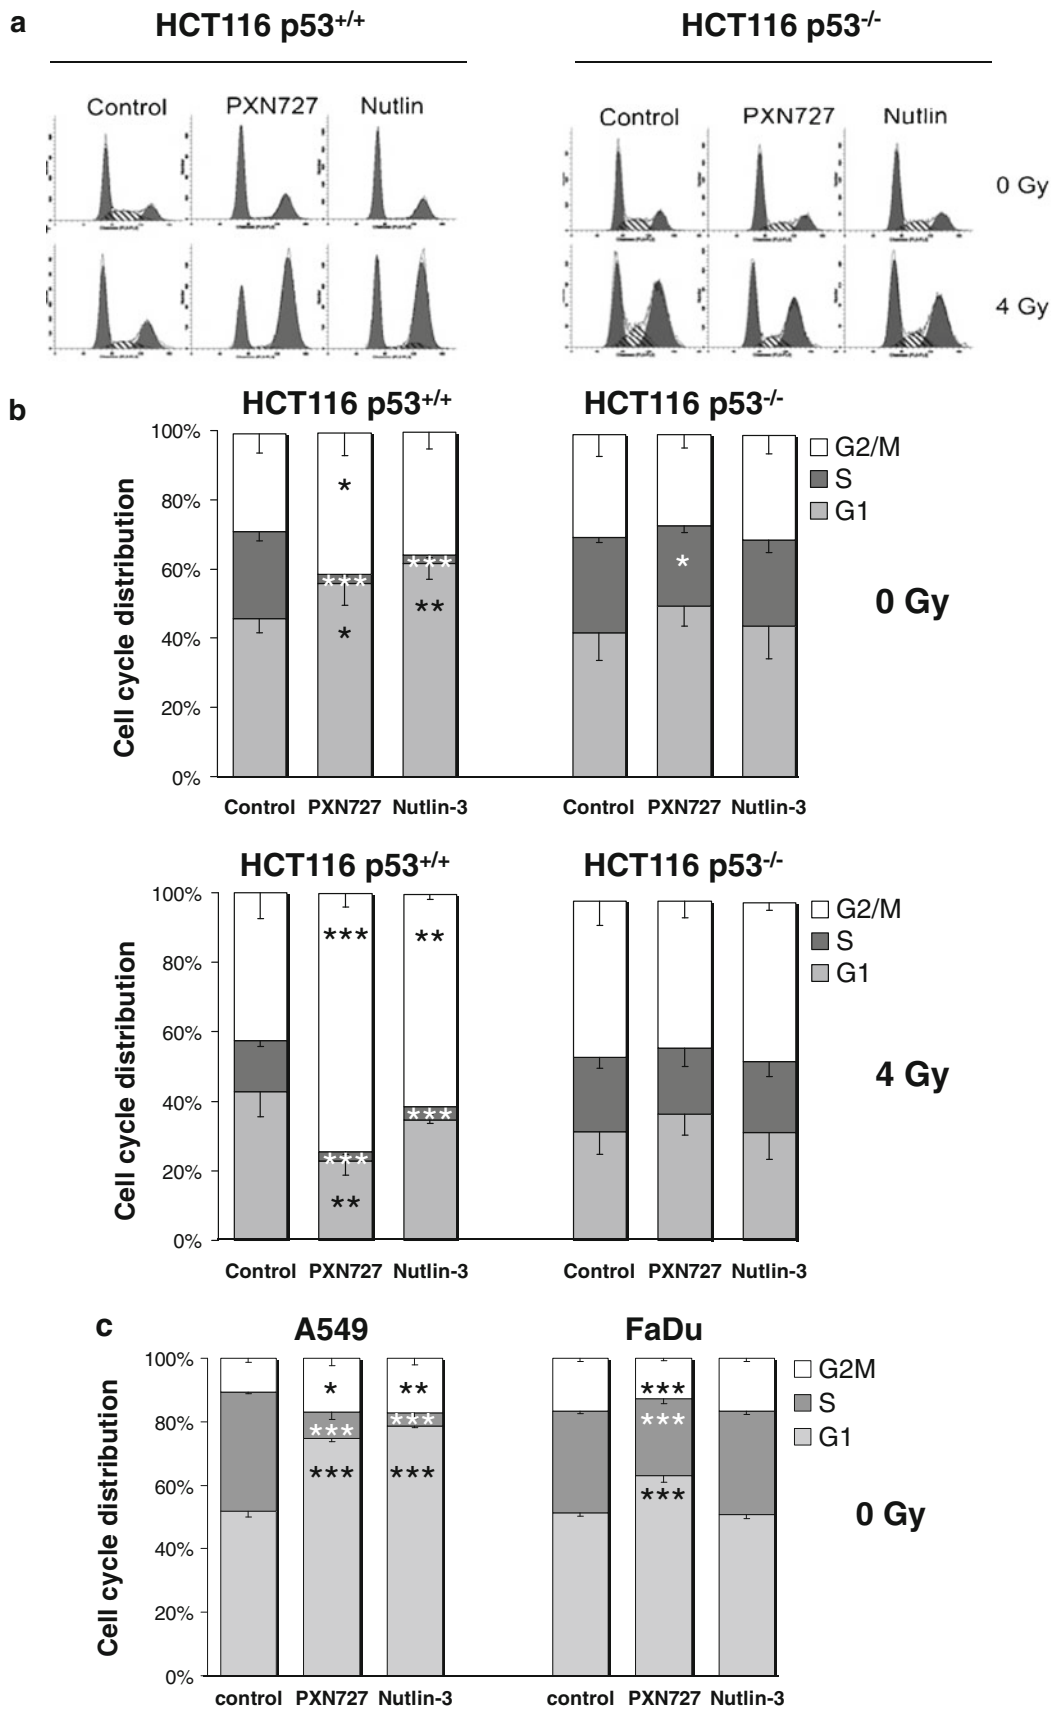 a
HCT116 p53+/+
HCT116 p53-/-
Control PXN727 Nutlin
Control PXN727 Nutlin
0 Gy
4 Gy
b
HCT116 p53+/+
HCT116 p53-/-
Cell cycle distribution
100%
80%
60%
40%
20%
0%
*
***
*
***
**
*
G2/M
S
G1
0 Gy
Control PXN727 Nutlin-3
Control PXN727 Nutlin-3
HCT116 p53+/+
HCT116 p53-/-
Cell cycle distribution
100%
80%
60%
40%
20%
0%
***
***
**
**
***
G2/M
S
G1
4 Gy
Control PXN727 Nutlin-3
Control PXN727 Nutlin-3
c
A549
FaDu
Cell cycle distribution
100%
80%
60%
40%
20%
0%
*
***
***
**
***
***
***
***
***
G2M
S
G1
0 Gy
control PXN727 Nutlin-3
control PXN727 Nutlin-3